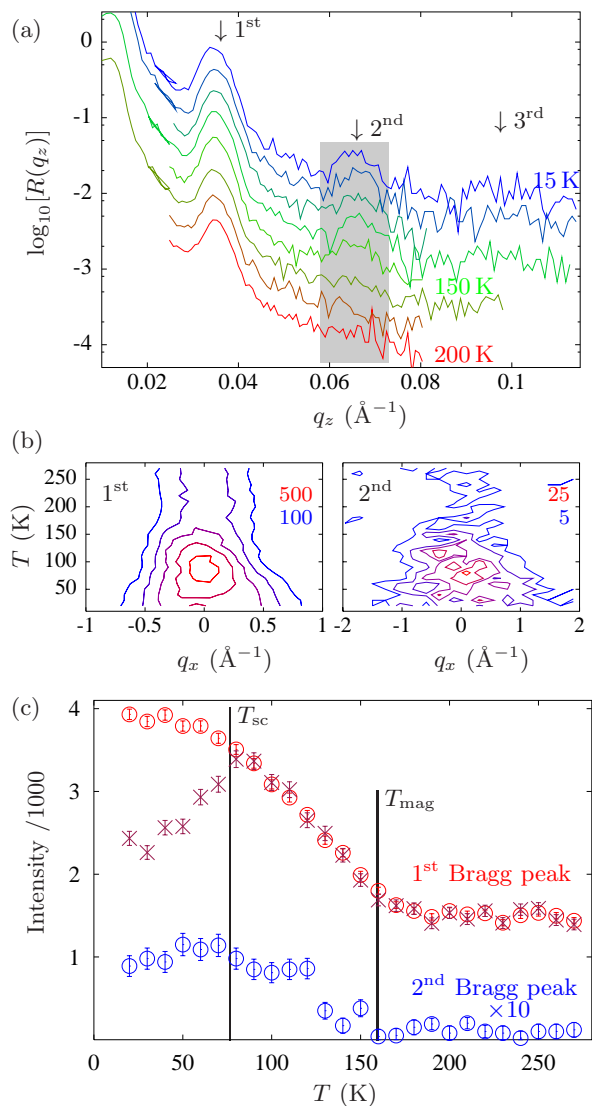 (a)
↓ 1st
↓ 2nd
↓ 3rd
0
-1
-2
-3
-4
log10[R(qz)]
15 K
150 K
200 K
0.02 0.04 0.06 0.08 0.1
qz (Å−1)
(b)
1st
500
100
2nd
25
5
250
200
150
100
50
T (K)
-1 -0.5 0 0.5 1
-2 -1 0 1 2
qx (Å−1)
qx (Å−1)
(c)
4
3
2
1
Intensity /1000
Tsc
Tmag
1st Bragg peak
2nd Bragg peak
×10
0 50 100 150 200 250
T (K)